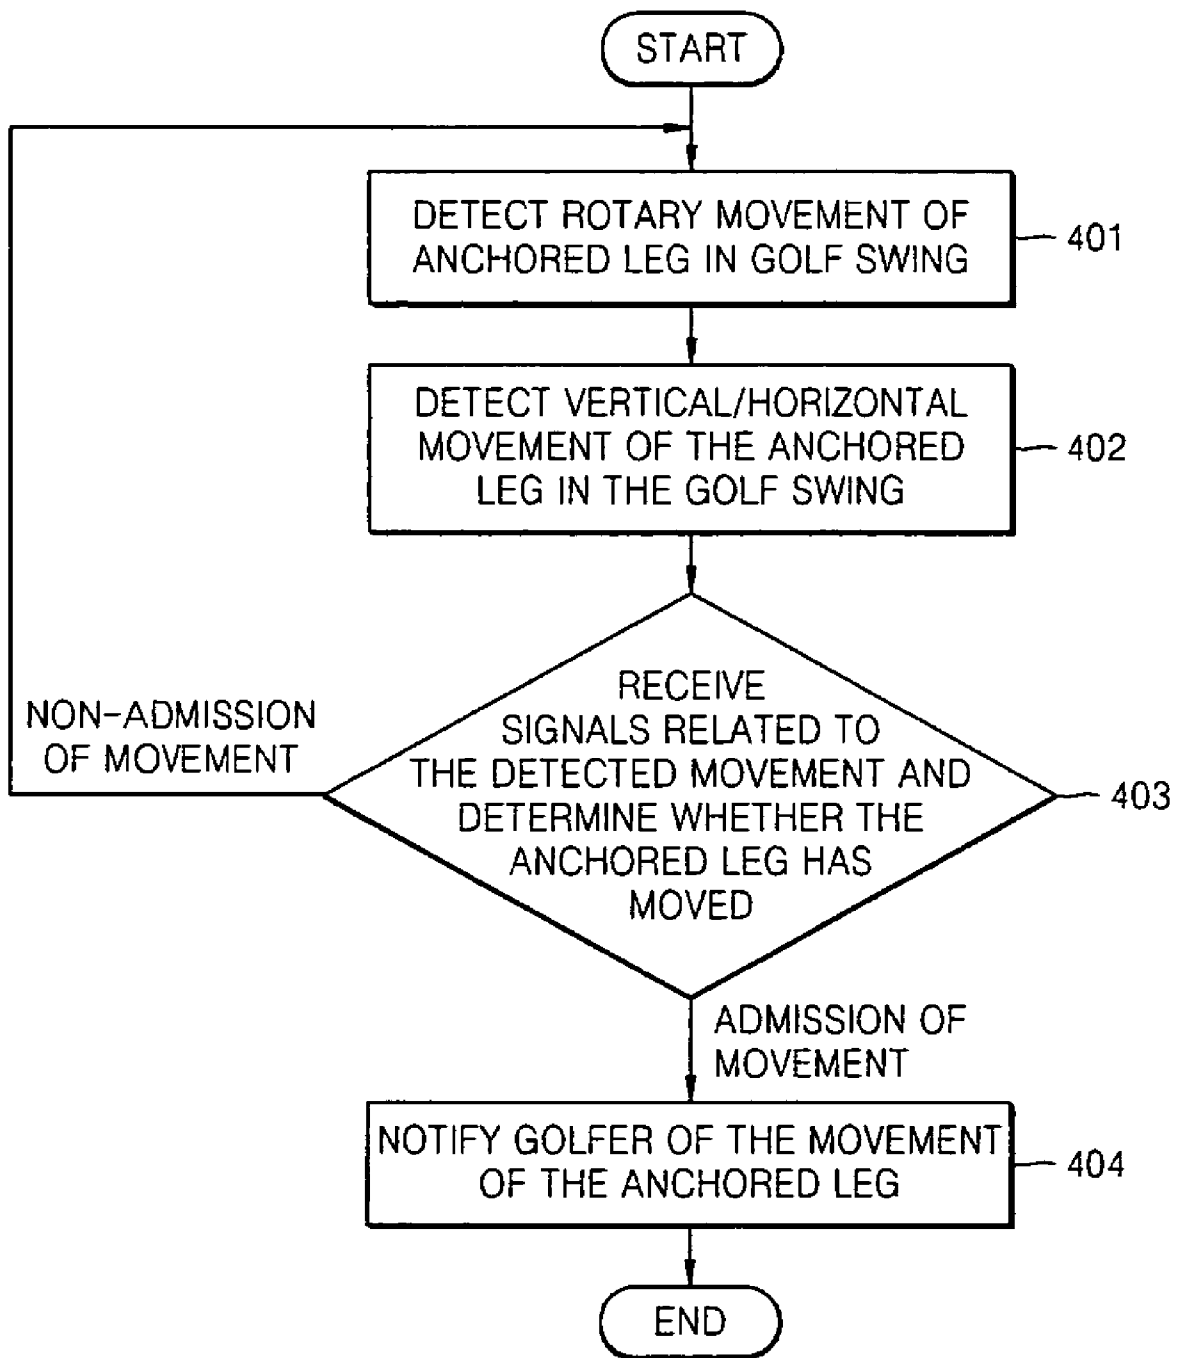 START
DETECT ROTARY MOVEMENT OF
ANCHORED LEG IN GOLF SWING
401
DETECT VERTICAL/HORIZONTAL
MOVEMENT OF THE ANCHORED
LEG IN THE GOLF SWING
402
NON-ADMISSION
OF MOVEMENT
RECEIVE
SIGNALS RELATED TO
THE DETECTED MOVEMENT AND
DETERMINE WHETHER THE
ANCHORED LEG HAS
MOVED
403
ADMISSION OF
MOVEMENT
NOTIFY GOLFER OF THE MOVEMENT
OF THE ANCHORED LEG
404
END